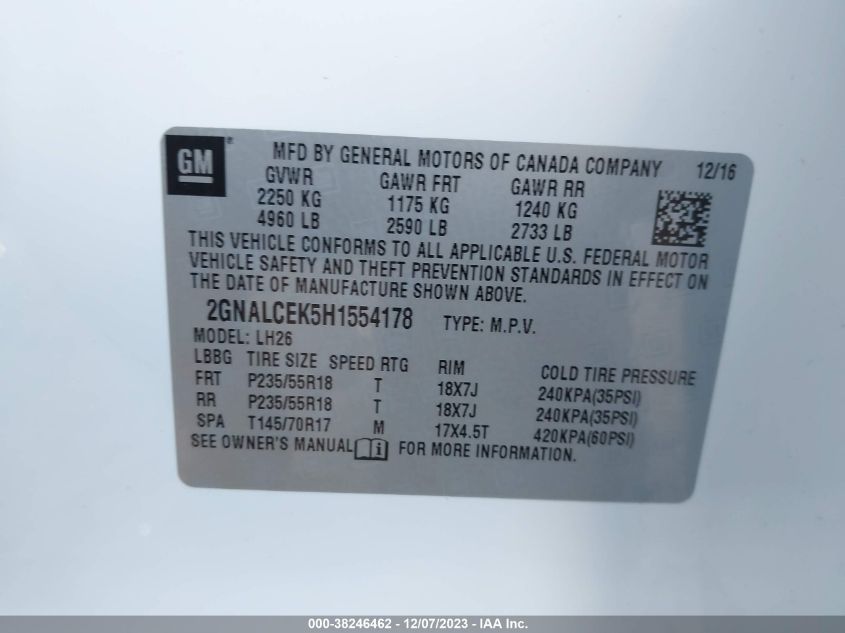 GM ® MFD BY GENERAL MOTORS OF CANADA COMPANY 12/16
GVWR GAWR FRT GAWR RR
2250 KG 1175 KG 1240 KG
4960 LB 2590 LB 2733 LB
THIS VEHICLE CONFORMS TO ALL APPLICABLE U.S. FEDERAL MOTOR
VEHICLE SAFETY AND THEFT PREVENTION STANDARDS IN EFFECT ON
THE DATE OF MANUFACTURE SHOWN ABOVE.
2GNALCEK5H1554178 TYPE: M.P.V.
MODEL: LH26
LBBG TIRE SIZE SPEED RTG RIM COLD TIRE PRESSURE
FRT P235/55R18 T 18X7J 240KPA(35PSI)
RR P235/55R18 T 18X7J 240KPA(35PSI)
SPA T145/70R17 M 17X4.5T 420KPA(60PSI)
SEE OWNER'S MANUAL i FOR MORE INFORMATION.
000-38246462 - 12/07/2023 - IAA Inc.